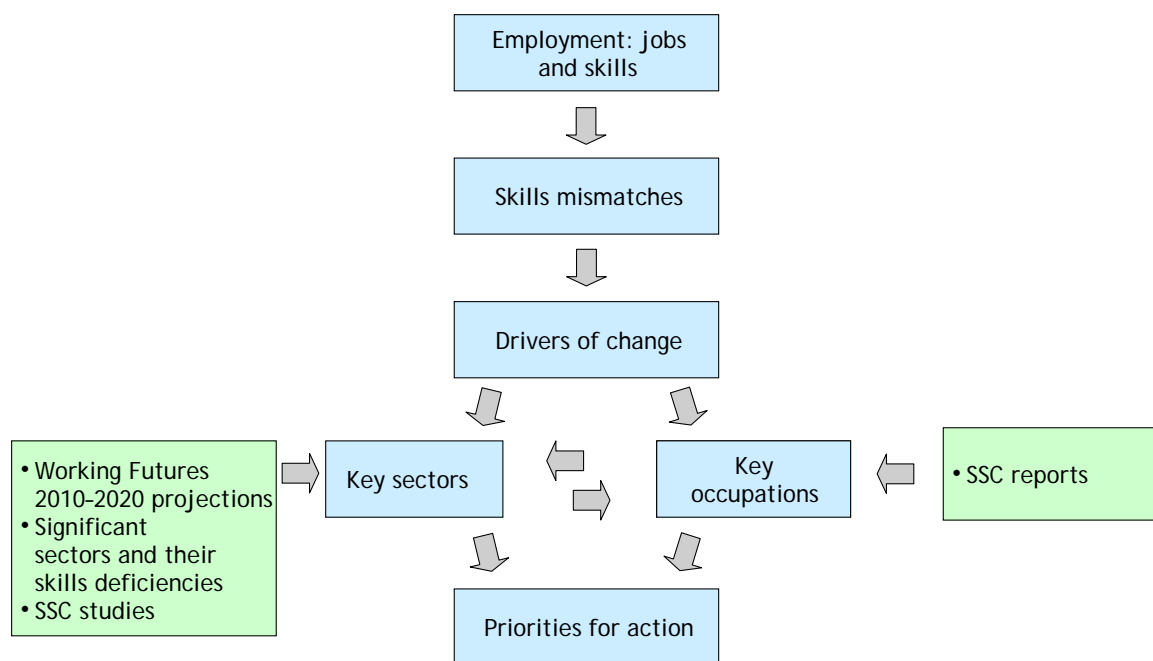 Employment: jobs
and skills
Skills mismatches
Drivers of change
• Working Futures
2010-2020 projections
• Significant
sectors and their
skills deficiencies
• SSC studies
Key sectors
Key
occupations
• SSC reports
Priorities for action